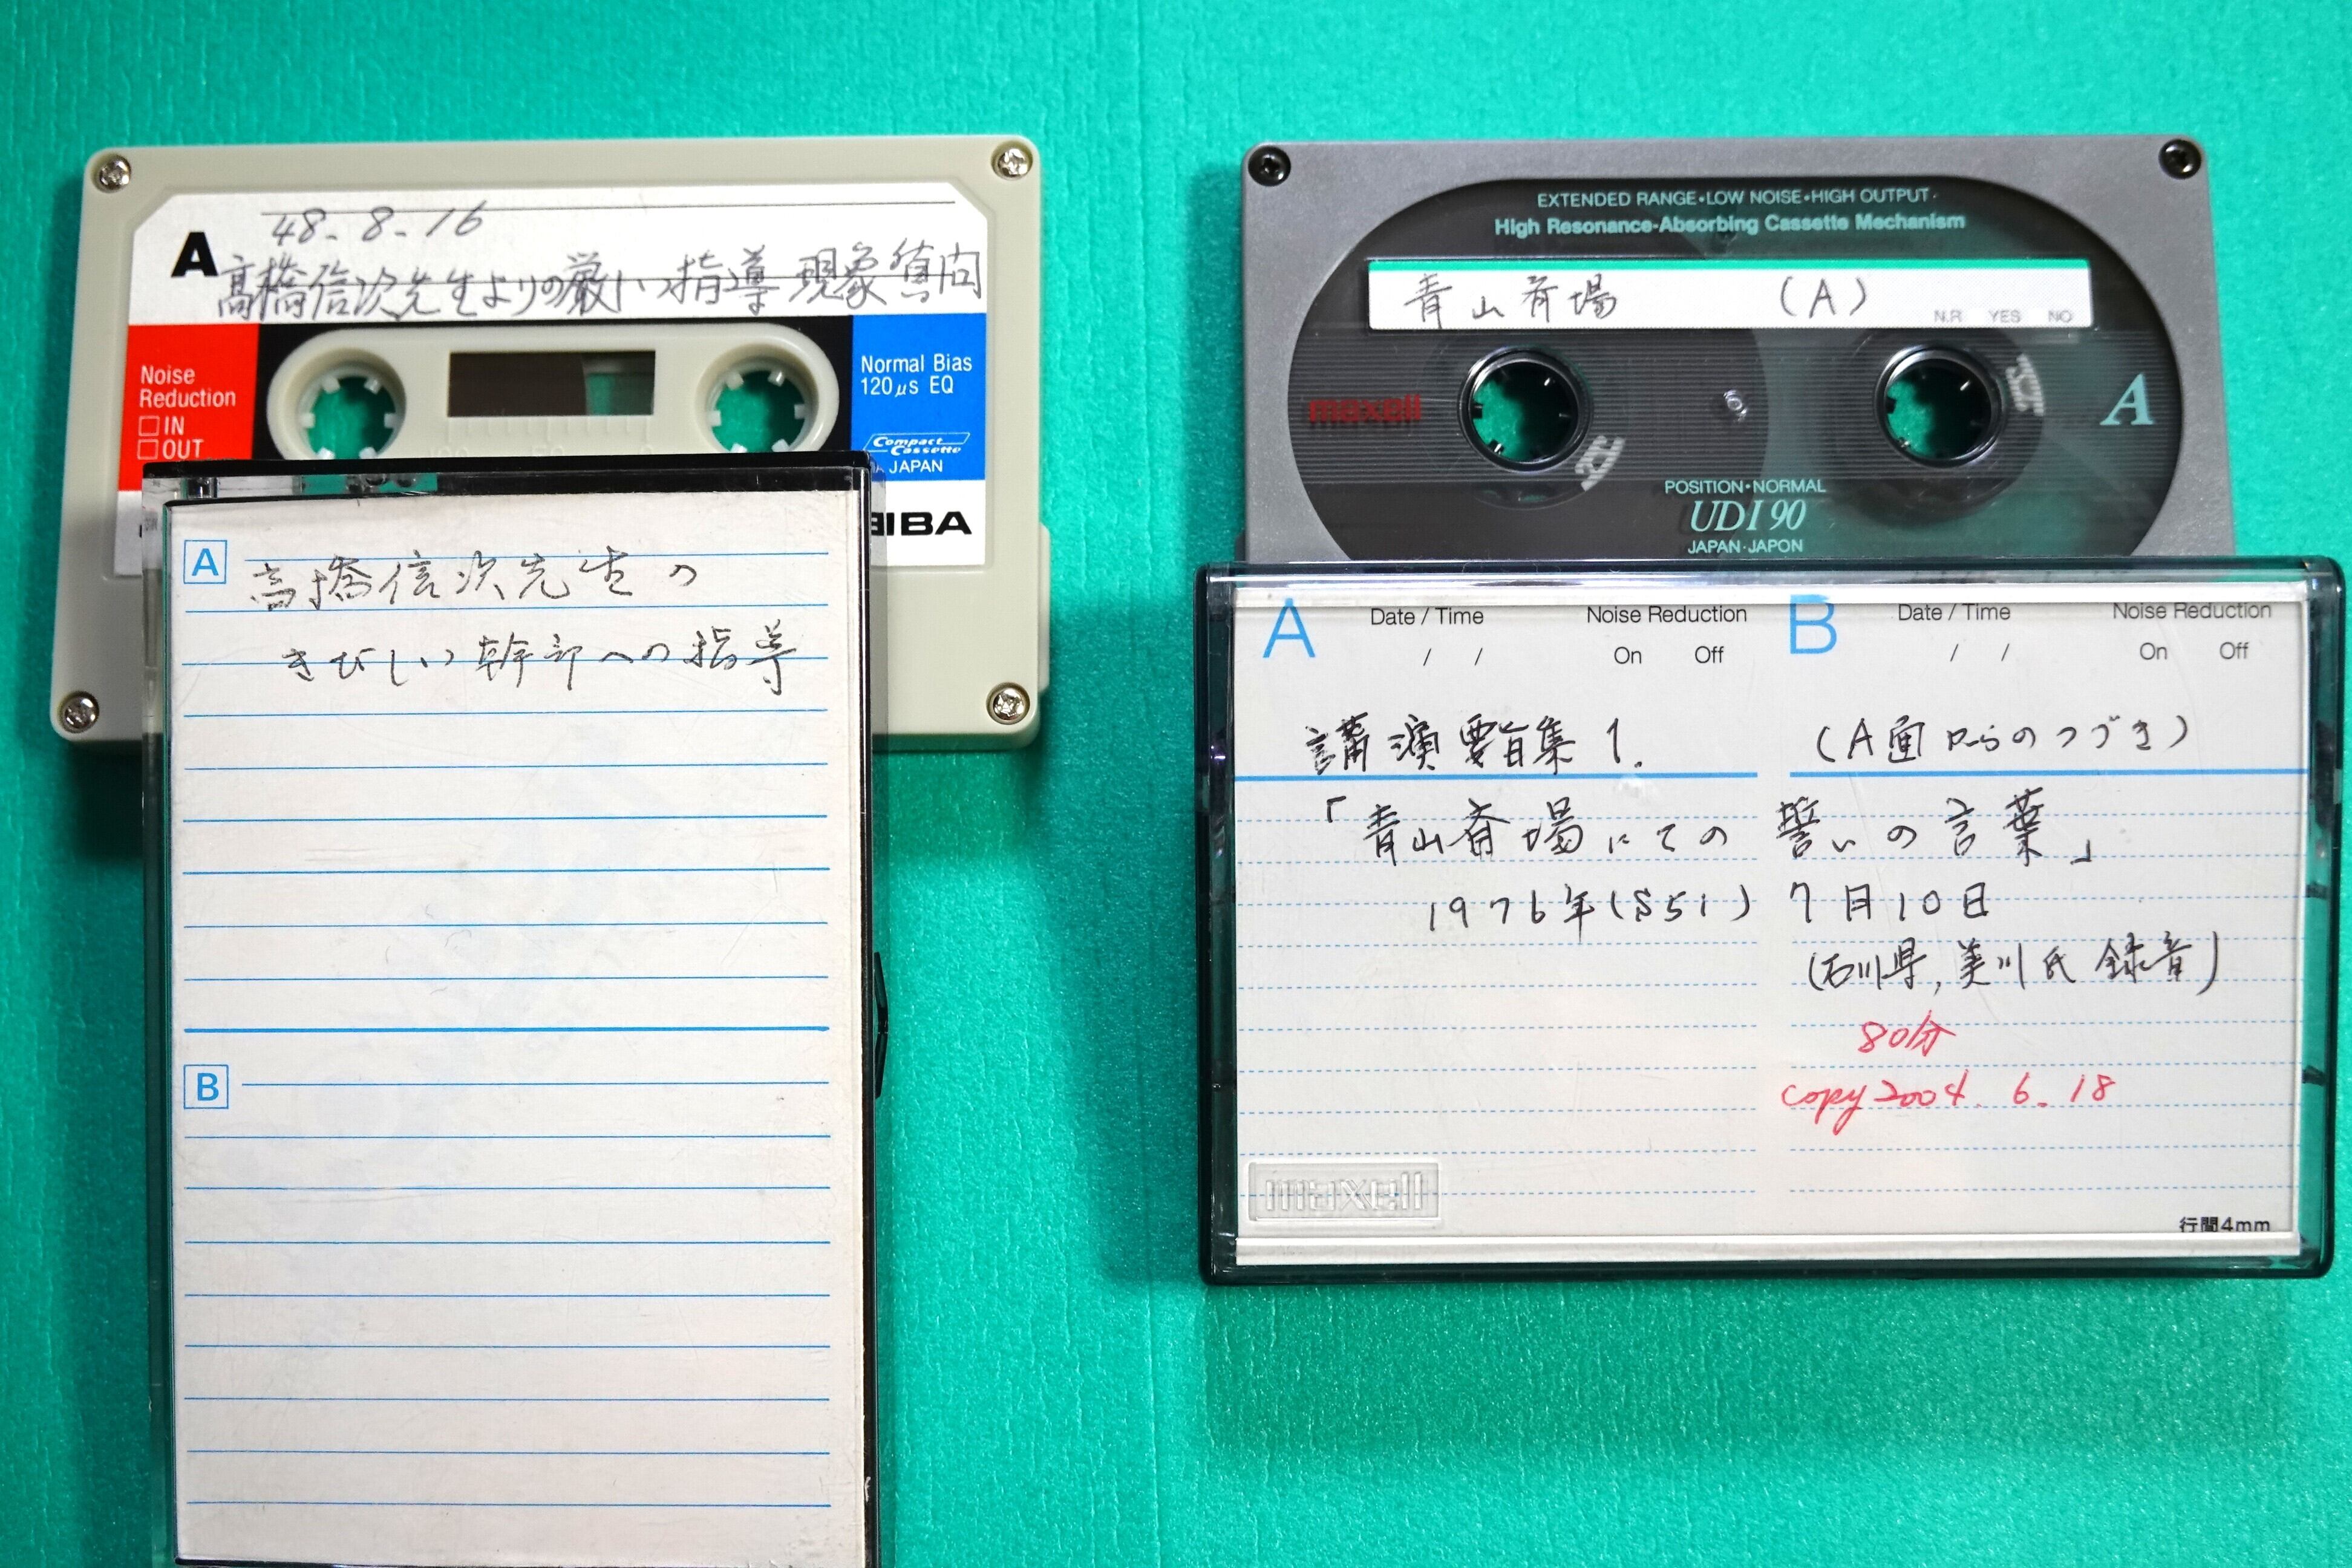 48-8-16
A
高橋信次先生よりの厳しい指導 現象
Noise
Reduction
IN
OUT
Normal Bias
120μs EQ
Compact
Cassette
JAPAN
IBA
A
高橋信次先生の
きびしい幹部への指導
B
EXTENDED RANGE・LOW NOISE・HIGH OUTPUT・
High Resonance-Absorbing Cassette Mechanism
青山斉場 (A)
N.R YES NO
maxell
A
POSITION・NORMAL
UDI 90
JAPAN・JAPON
A Date / Time Noise Reduction B Date / Time Noise Reduction
/ / On Off / / On Off
講演要旨集1. (A面からのつづき)
「青山斉場にての誓いの言葉」
1976年(S51) 7月10日
(石川県,美川氏 録音)
80分
copy 2004. 6. 18
maxell
行間4mm